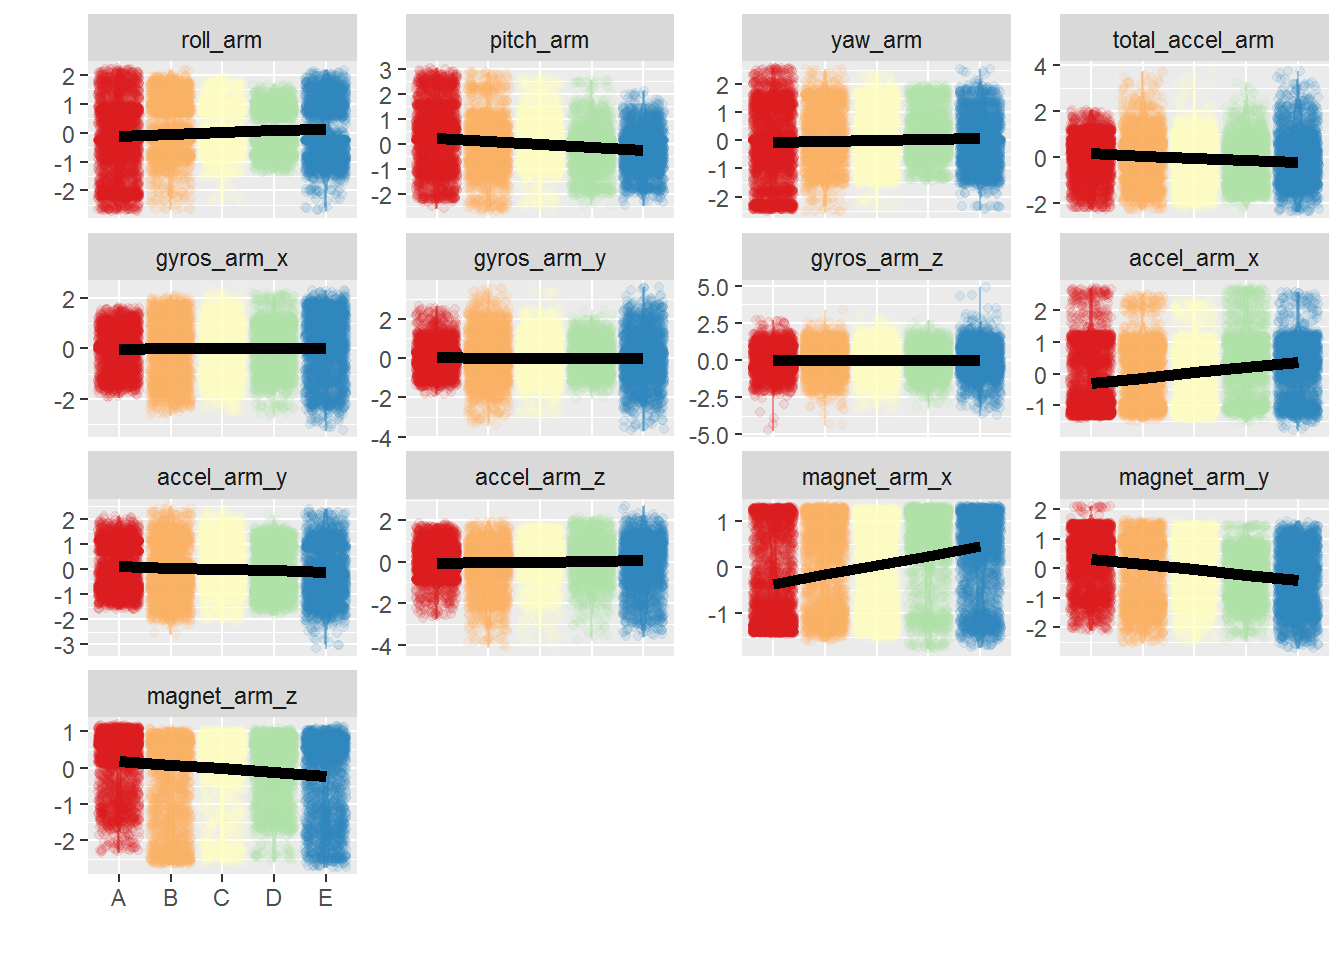 roll_arm pitch_arm yaw_arm total_accel_arm
2 1 0 -1 -2
3 2 1 0 -1 -2
2 1 0 -1 -2
4 2 0 -2
gyros_arm_x gyros_arm_y gyros_arm_z accel_arm_x
2 0 -2
2 0 -2 -4
5.0 2.5 0.0 -2.5 -5.0
2 1 0 -1
accel_arm_y accel_arm_z magnet_arm_x magnet_arm_y
2 1 0 -1 -2 -3
2 0 -2 -4
1 0 -1
2 1 0 -1 -2
magnet_arm_z
1 0 -1 -2
A B C D E